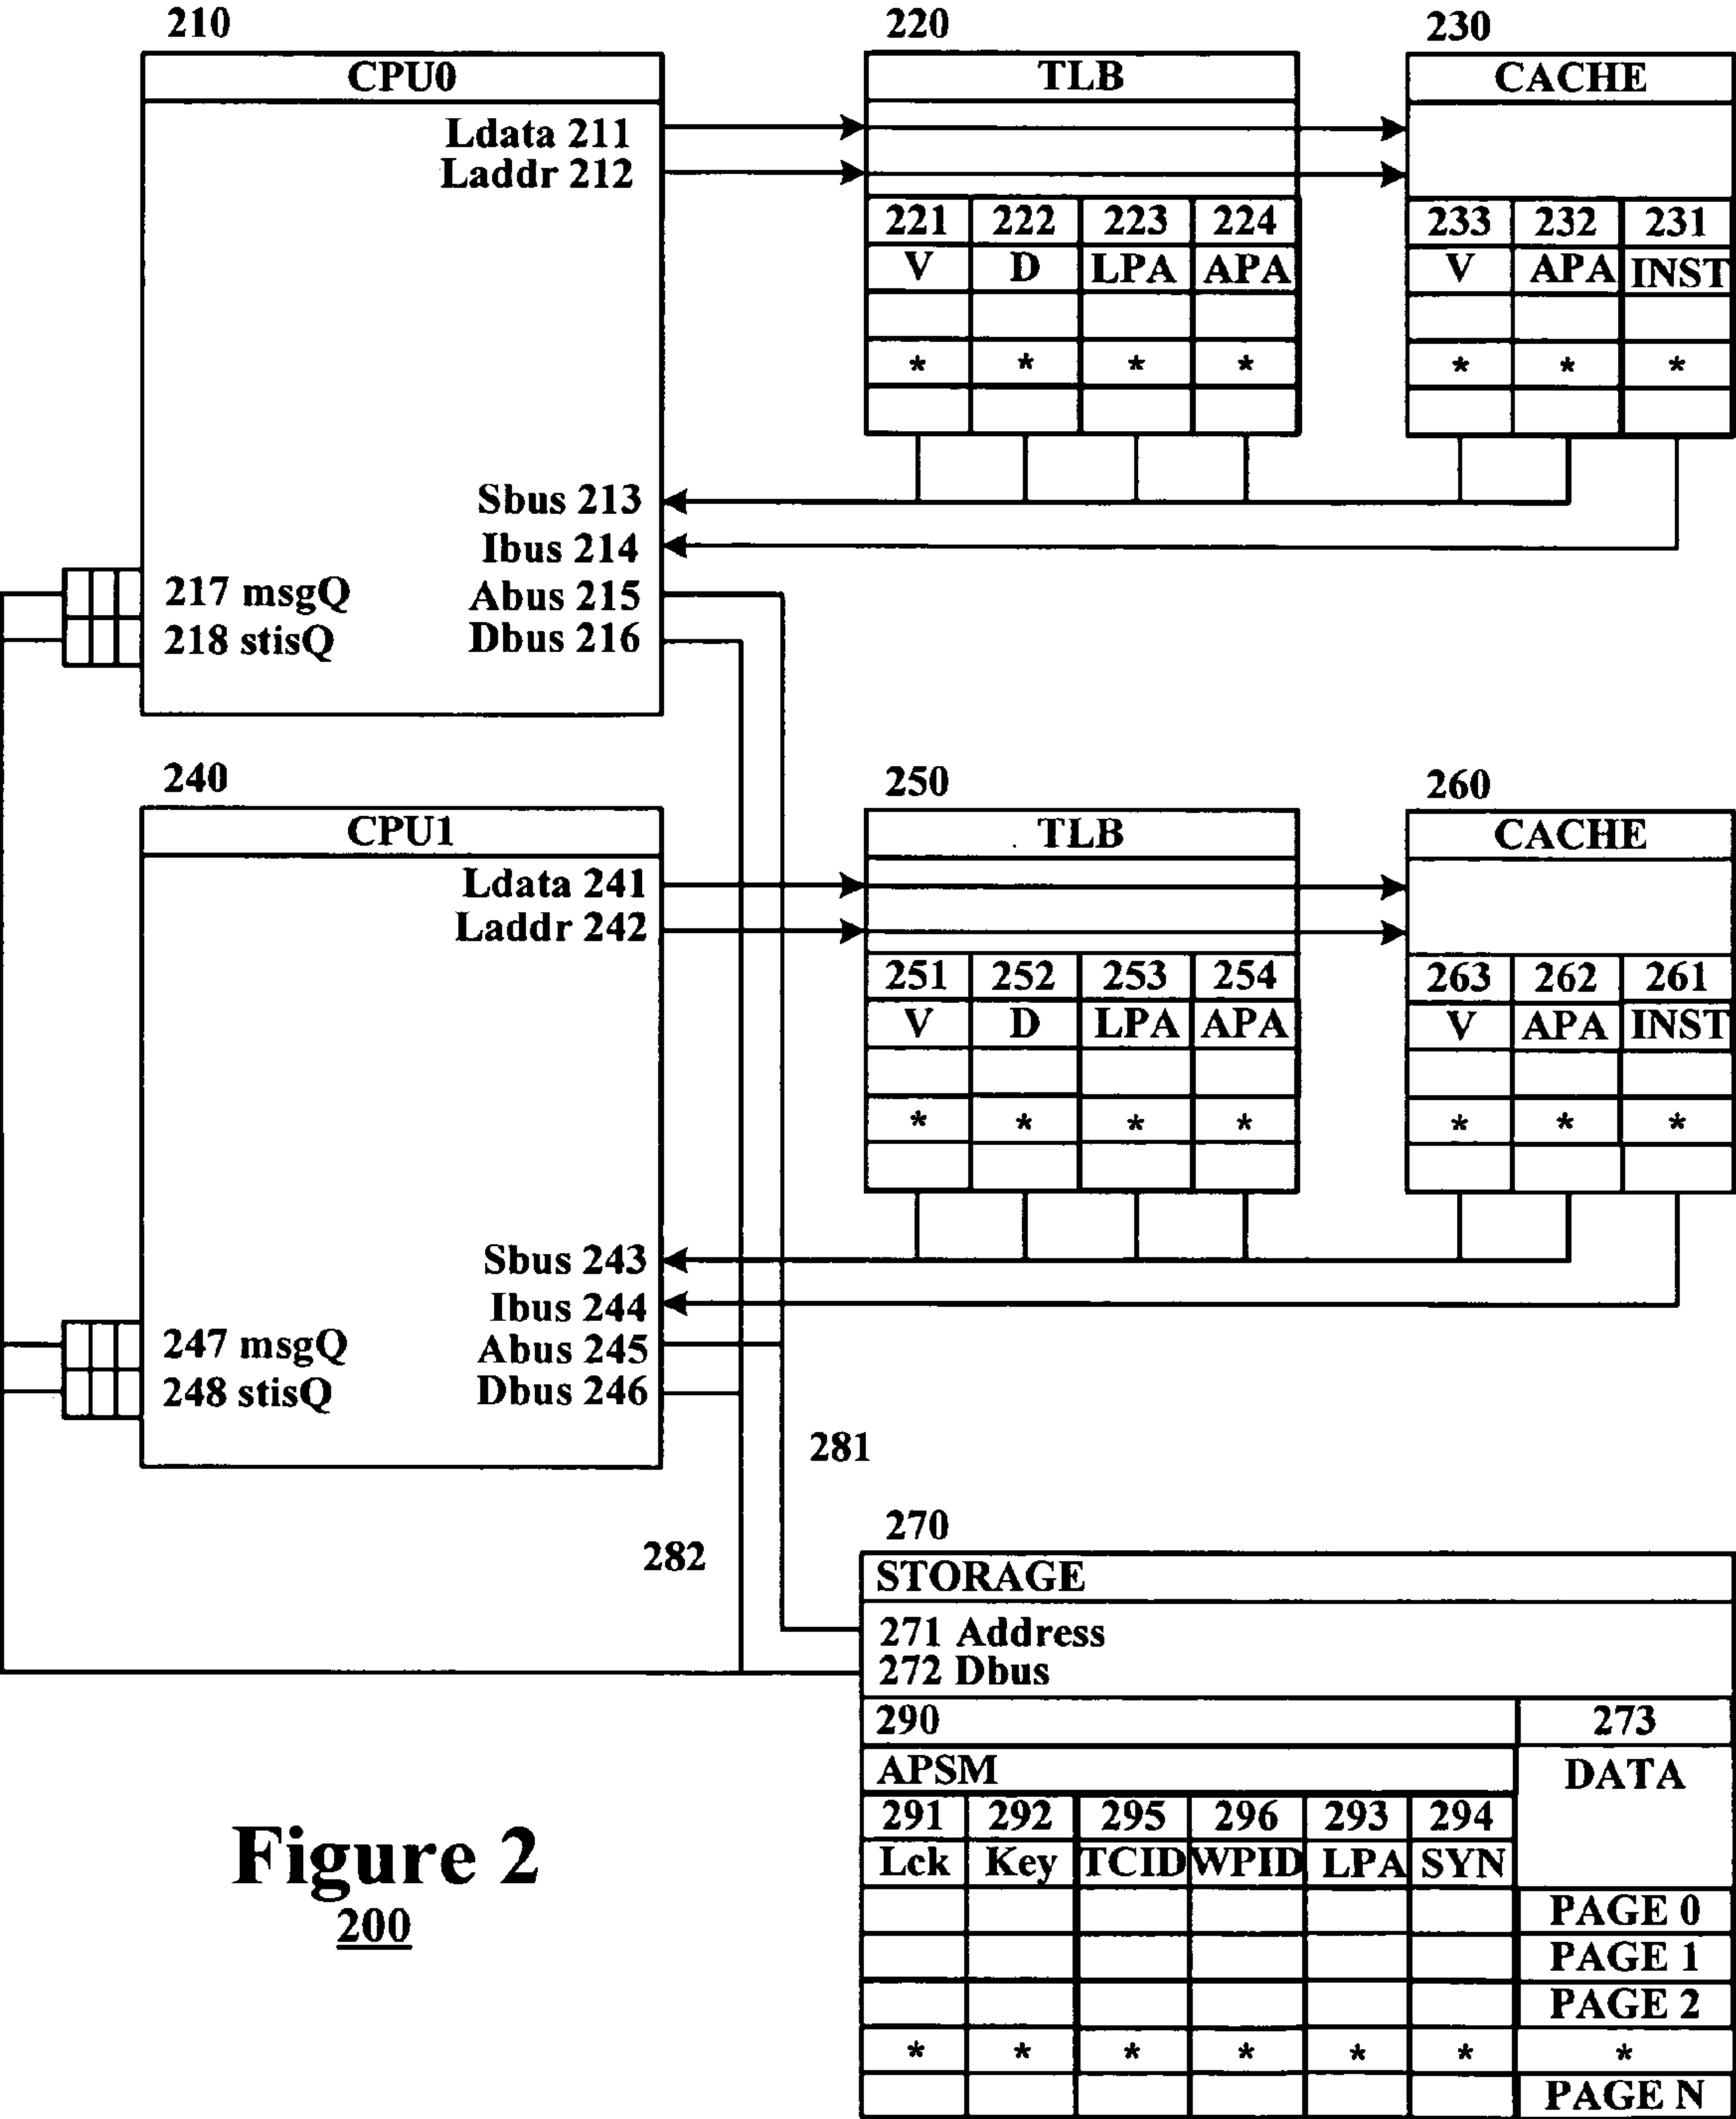 210
CPU0
Ldata 211
Laddr 212
Sbus 213
Ibus 214
217 msgQ
Abus 215
218 stisQ
Dbus 216
220
TLB
221 222 223 224
V D LPA APA
* * * *
230
CACHE
233 232 231
V APA INST
* * *
240
CPU1
Ldata 241
Laddr 242
Sbus 243
Ibus 244
247 msgQ
Abus 245
248 stisQ
Dbus 246
250
TLB
251 252 253 254
V D LPA APA
* * * *
260
CACHE
263 262 261
V APA INST
* * *
281
282
270
STORAGE
271 Address
272 Dbus
290 273
APSM DATA
291 292 295 296 293 294
Lck Key TCID WPID LPA SYN
PAGE 0
PAGE 1
PAGE 2
* * * * * * *
PAGE N
Figure 2
200